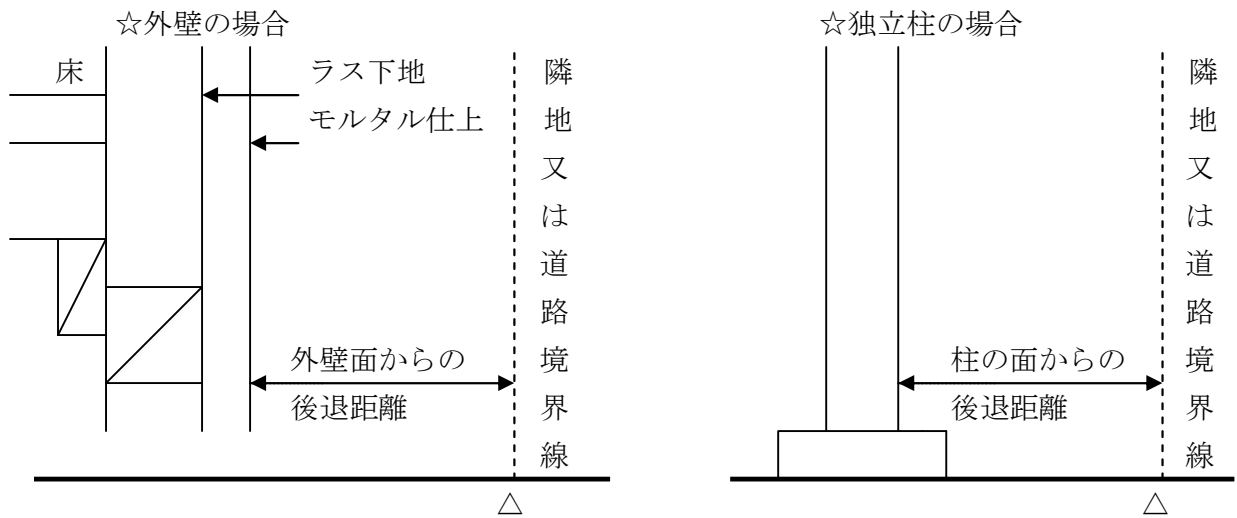 ☆外壁の場合
床
ラス下地
モルタル仕上
外壁面からの
後退距離
隣地又は道路境界線
△
☆独立柱の場合
柱の面からの
後退距離
隣地又は道路境界線
△